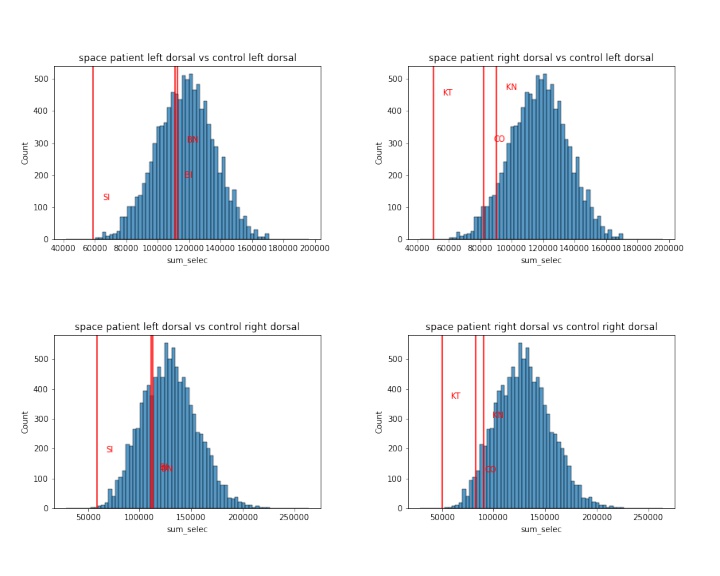 space patient left dorsal vs control left dorsal
500
400
300
200
100
0
Count
SI
BN
SI
40000 60000 80000 100000 120000 140000 160000 180000 200000
sum_selec
space patient right dorsal vs control left dorsal
500
400
300
200
100
0
Count
KT
KN
CO
40000 60000 80000 100000 120000 140000 160000 180000 200000
sum_selec
space patient left dorsal vs control right dorsal
500
400
300
200
100
0
Count
SI
50000 100000 150000 200000 250000
sum_selec
space patient right dorsal vs control right dorsal
500
400
300
200
100
0
Count
KT
KN
CO
50000 100000 150000 200000 250000
sum_selec